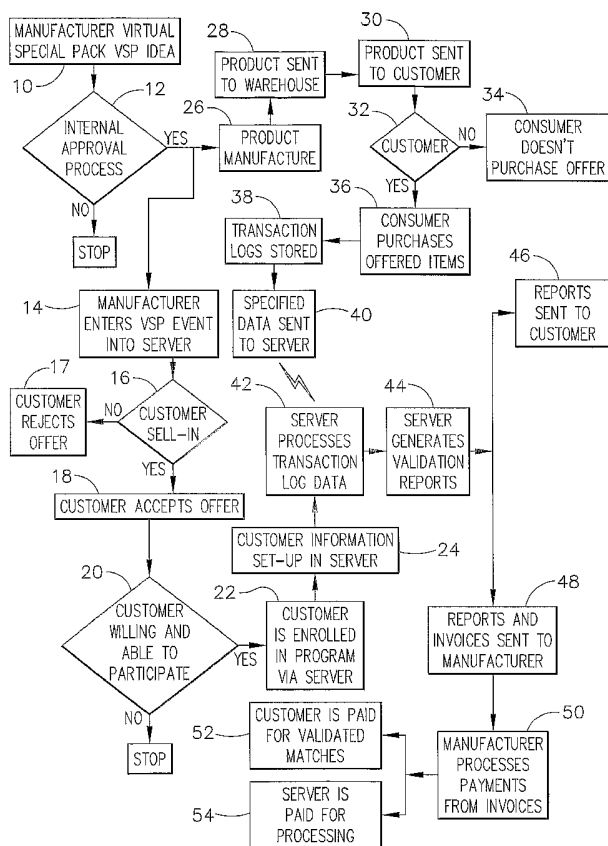 MANUFACTURER VIRTUAL
SPECIAL PACK VSP IDEA
10
12
INTERNAL
APPROVAL
PROCESS
YES
NO
STOP
26
PRODUCT
MANUFACTURE
28
PRODUCT SENT
TO WAREHOUSE
30
PRODUCT SENT
TO CUSTOMER
32
CUSTOMER
NO
34
CONSUMER
DOESN'T
PURCHASE OFFER
YES
36
CONSUMER
PURCHASES
OFFERED ITEMS
38
TRANSACTION
LOGS STORED
SPECIFIED
DATA SENT
TO SERVER
40
14
MANUFACTURER
ENTERS VSP EVENT
INTO SERVER
16
CUSTOMER
SELL-IN
NO
17
CUSTOMER
REJECTS
OFFER
YES
18
CUSTOMER ACCEPTS OFFER
20
CUSTOMER
WILLING AND
ABLE TO
PARTICIPATE
YES
NO
STOP
22
CUSTOMER
IS ENROLLED
IN PROGRAM
VIA SERVER
CUSTOMER INFORMATION
SET-UP IN SERVER
24
42
SERVER
PROCESSES
TRANSACTION
LOG DATA
44
SERVER
GENERATES
VALIDATION
REPORTS
46
REPORTS
SENT TO
CUSTOMER
48
REPORTS AND
INVOICES SENT TO
MANUFACTURER
50
MANUFACTURER
PROCESSES
PAYMENTS
FROM INVOICES
52
CUSTOMER IS PAID
FOR VALIDATED
MATCHES
54
SERVER IS
PAID FOR
PROCESSING